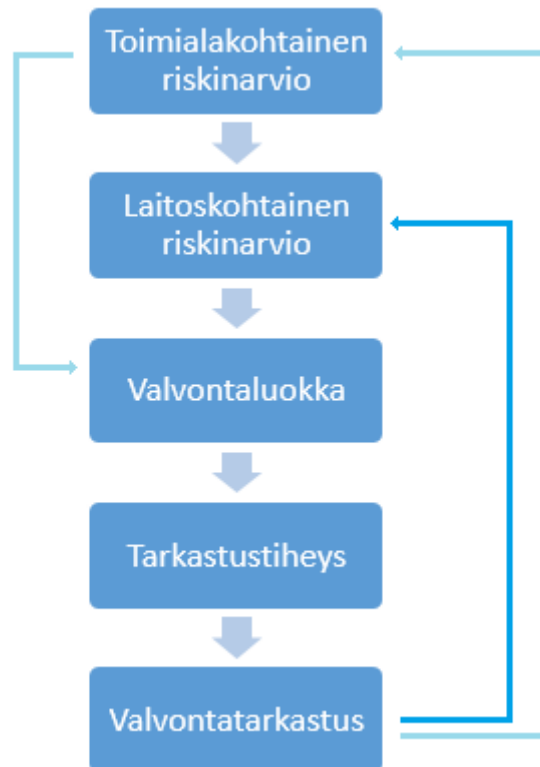 Toimialakohtainen
riskinarvio
Laitoskohtainen
riskinarvio
Valvontaluokka
Tarkastustiheys
Valvontatarkastus